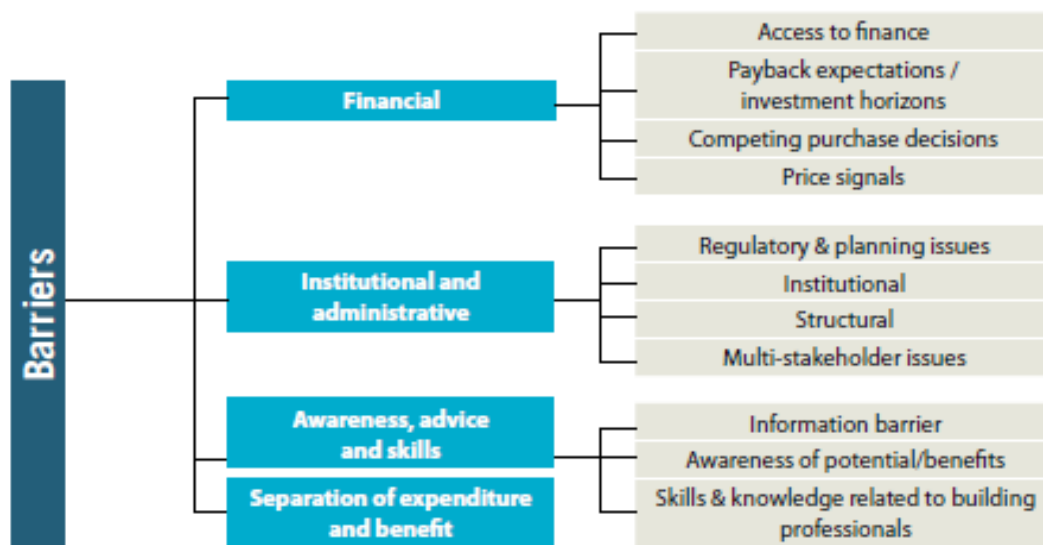 Barriers
Financial
Access to finance
Payback expectations /
investment horizons
Competing purchase decisions
Price signals
Institutional and
administrative
Regulatory & planning issues
Institutional
Structural
Multi-stakeholder issues
Awareness, advice
and skills
Information barrier
Awareness of potential/benefits
Skills & knowledge related to building
professionals
Separation of expenditure
and benefit